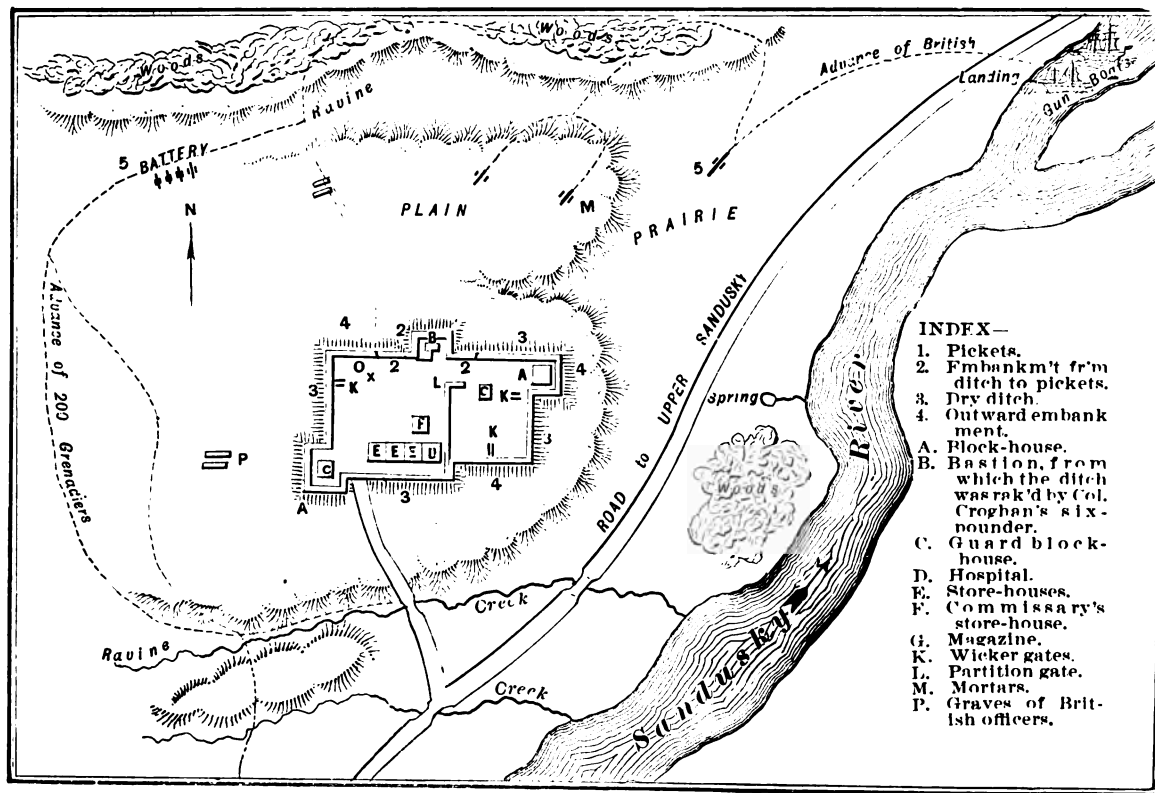 Woods
Woods
Advance of British
Landing
Gun Boats
Ravine
5 BATTERY
5
N
PLAIN
M
PRAIRIE
Advance of 200 Grenadiers
4
2
B
3
O
x
2
2
A
4
K
L
C
K
3
F
K
3
E
E
E
D
C
P
3
4
A
ROAD to UPPER SANDUSKY
Spring
Woods
River
Sandusky
Creek
Ravine
Creek
INDEX—
1. Pickets.
2. Embankm't fr'm
ditch to pickets.
3. Dry ditch.
4. Outward embank
ment.
A. Block-house.
B. Bastion, from
which the ditch
was rak'd by Col.
Croghan's six-
pounder.
C. Guard block-
house.
D. Hospital.
E. Store-houses.
F. Commissary's
store-house.
G. Magazine.
K. Wicker gates.
L. Partition gate.
M. Mortars.
P. Graves of Brit-
ish officers.